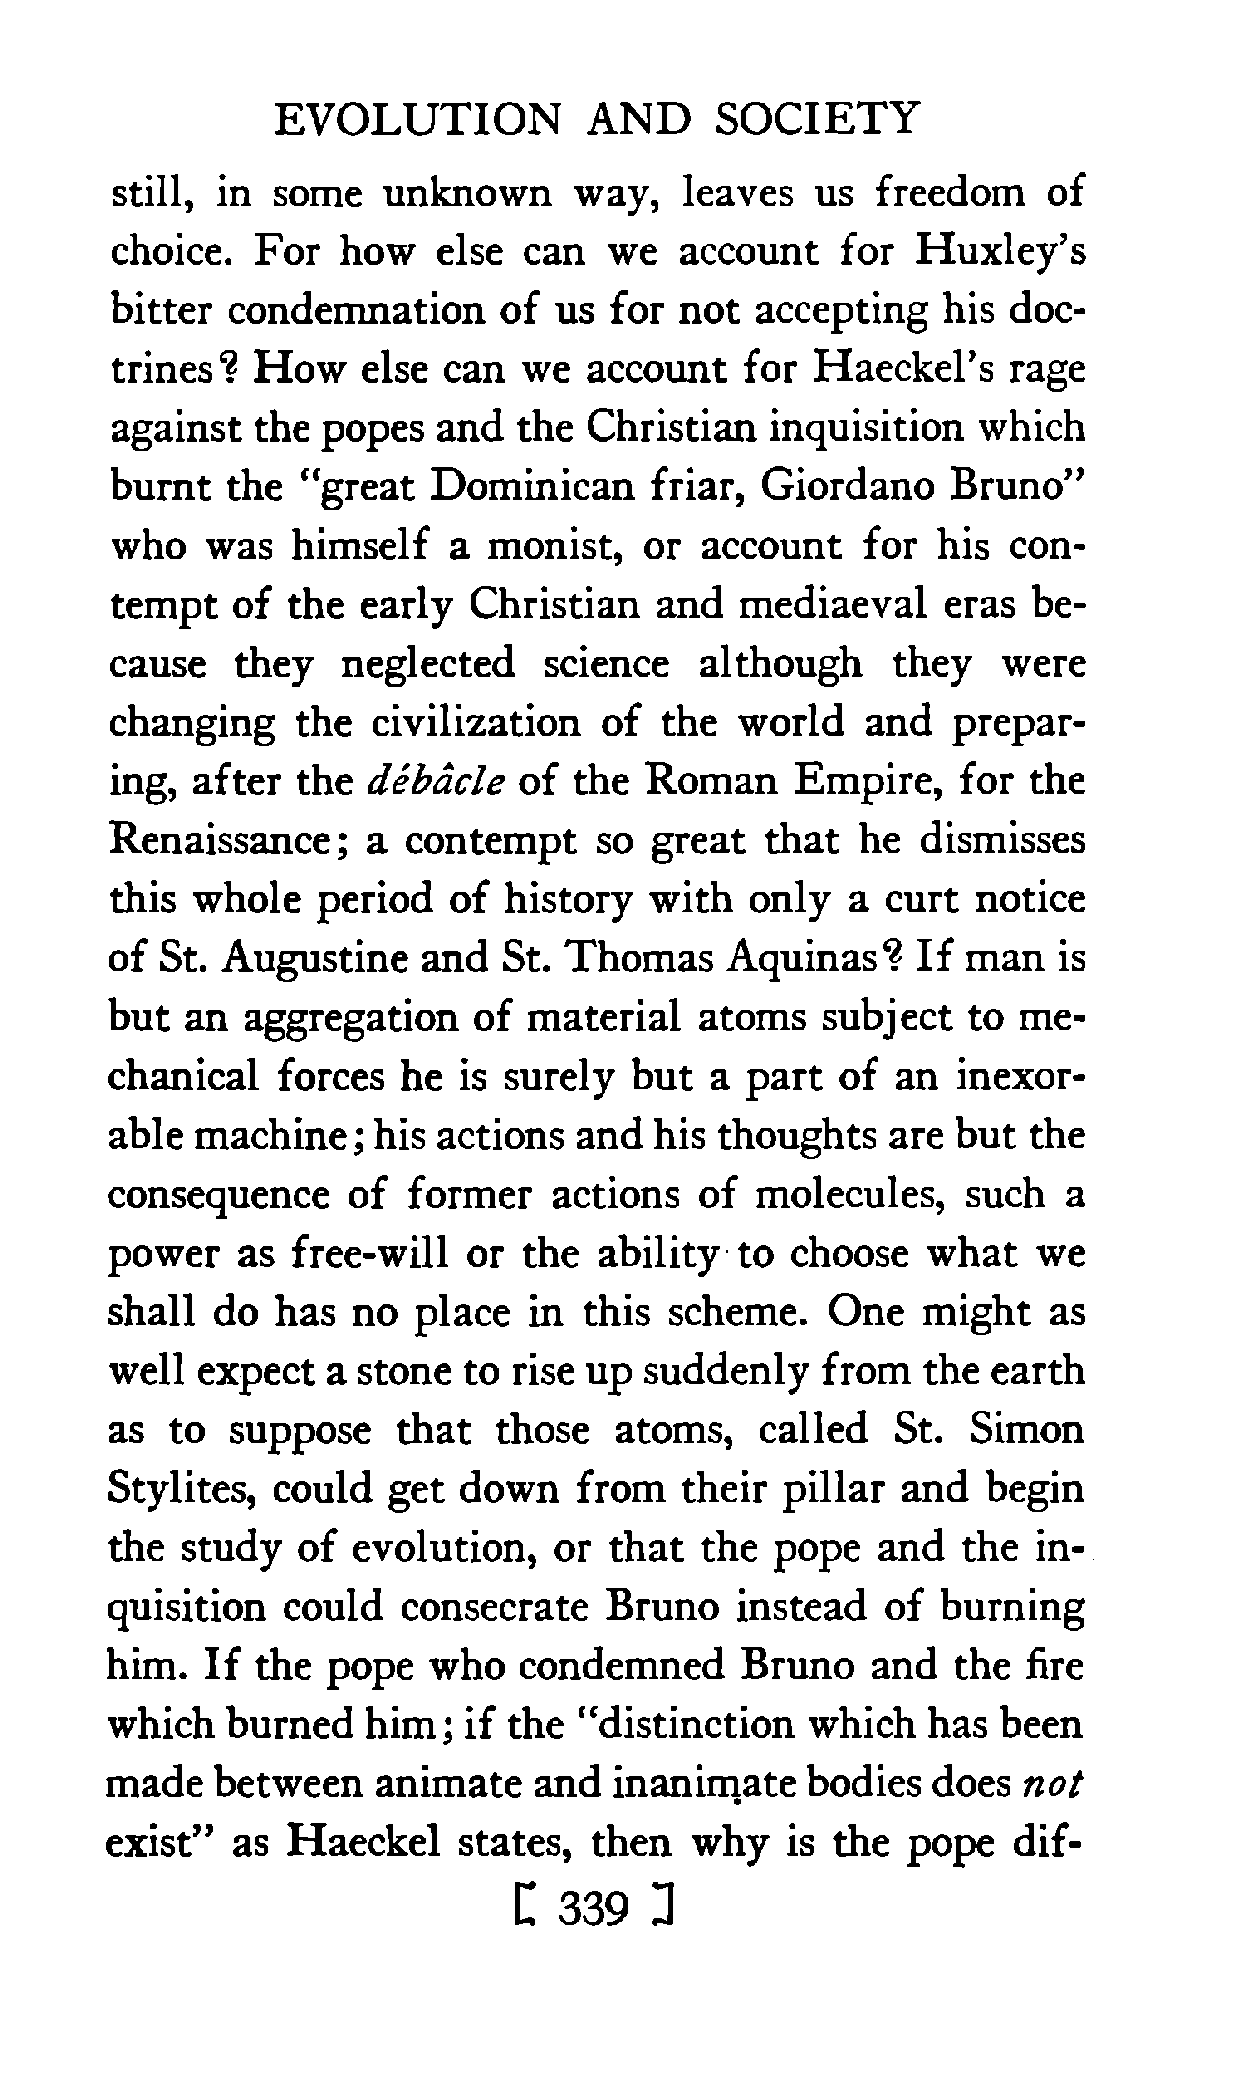 EVOLUTION AND SOCIETY
still, in some unknown way, leaves us freedom of
choice. For how else can we account for Huxley's
bitter condemnation of us for not accepting his doc-
trines? How else can we account for Haeckel's rage
against the popes and the Christian inquisition which
burnt the "great Dominican friar, Giordano Bruno"
who was himself a monist, or account for his con-
tempt of the early Christian and mediaeval eras be-
cause they neglected science although they were
changing the civilization of the world and prepar-
ing, after the débâcle of the Roman Empire, for the
Renaissance; a contempt so great that he dismisses
this whole period of history with only a curt notice
of St. Augustine and St. Thomas Aquinas? If man is
but an aggregation of material atoms subject to me-
chanical forces he is surely but a part of an inexor-
able machine; his actions and his thoughts are but the
consequence of former actions of molecules, such a
power as free-will or the ability to choose what we
shall do has no place in this scheme. One might as
well expect a stone to rise up suddenly from the earth
as to suppose that those atoms, called St. Simon
Stylites, could get down from their pillar and begin
the study of evolution, or that the pope and the in-
quisition could consecrate Bruno instead of burning
him. If the pope who condemned Bruno and the fire
which burned him; if the "distinction which has been
made between animate and inanimate bodies does not
exist" as Haeckel states, then why is the pope dif-
[ 339 ]